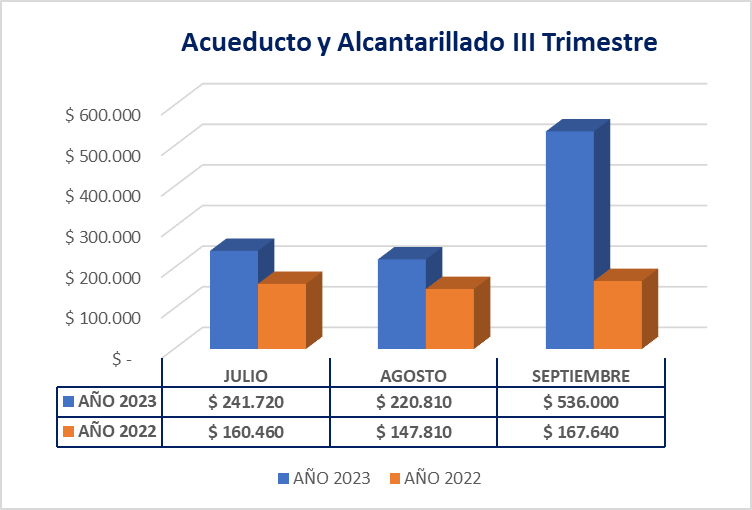 Acueducto y Alcantarillado III Trimestre
$ 600.000
$ 500.000
$ 400.000
$ 300.000
$ 200.000
$ 100.000
$ -
JULIO AGOSTO SEPTIEMBRE
AÑO 2023 $ 241.720 $ 220.810 $ 536.000
AÑO 2022 $ 160.460 $ 147.810 $ 167.640
AÑO 2023 AÑO 2022